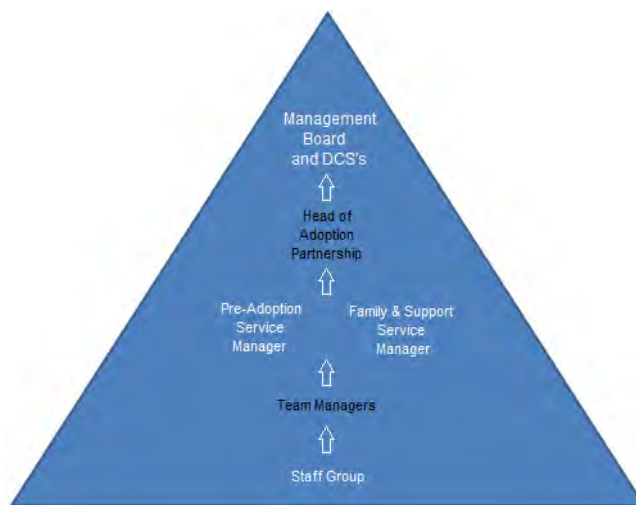 Management
Board
and DCS's
Head of
Adoption
Partnership
Pre-Adoption
Service
Manager
Family & Support
Service
Manager
Team Managers
Staff Group